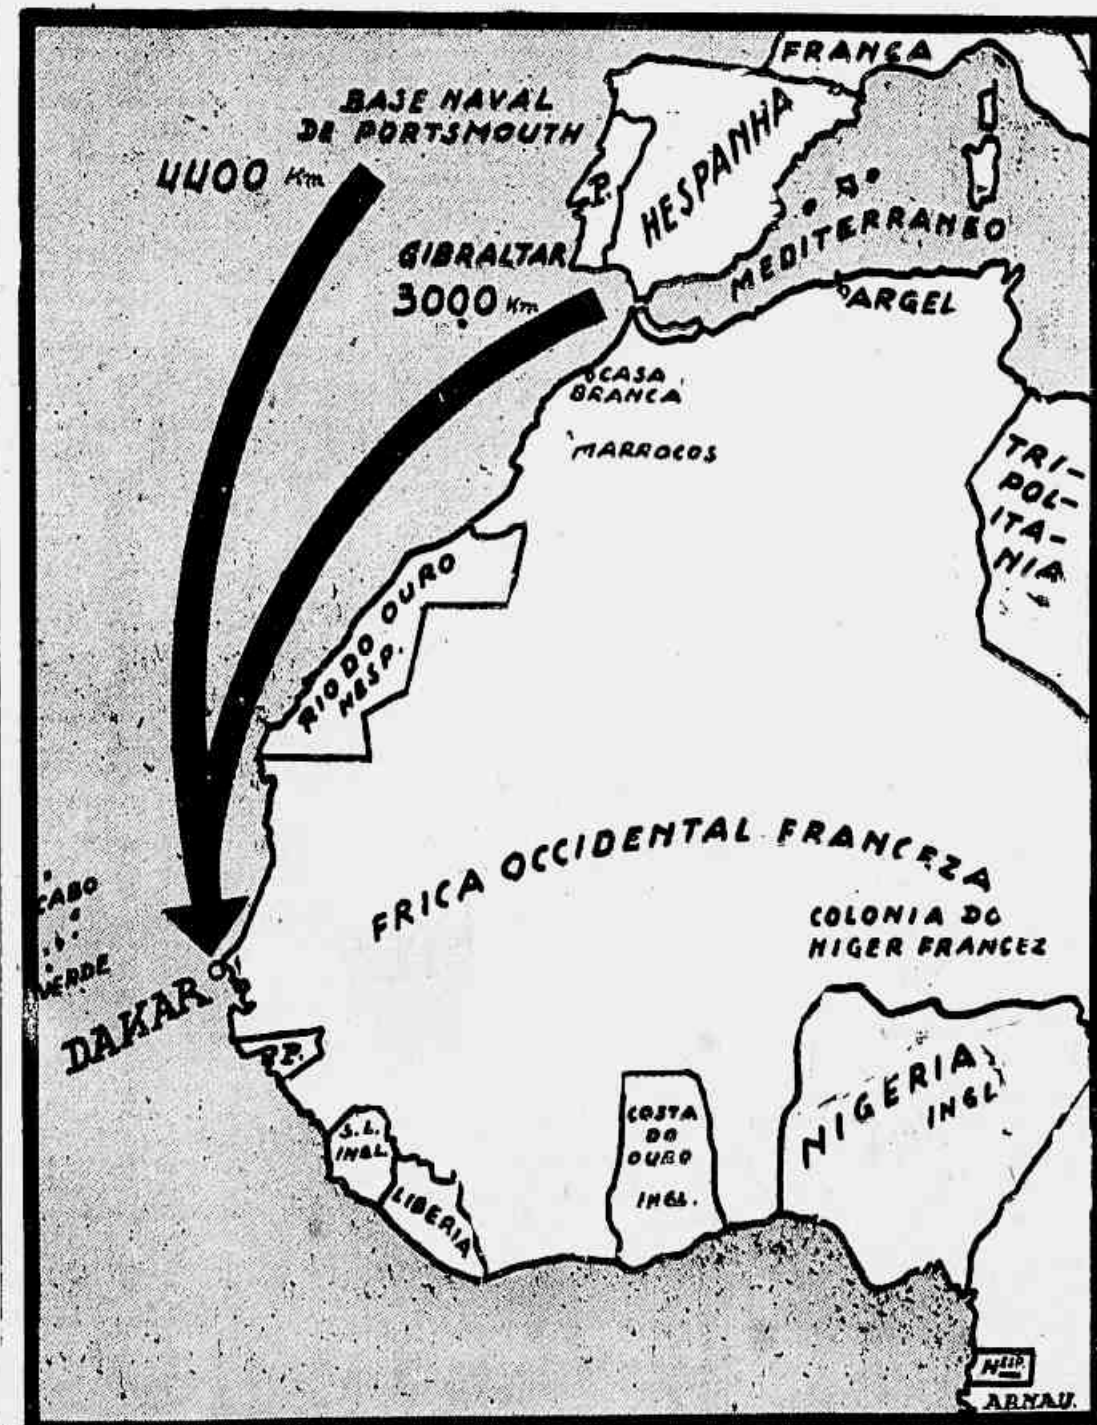 FRANÇA
BASE NAVAL
DE PORTSMOUTH
4400 Km
P.
HESPANHA
GIBRALTAR
3000 Km
MEDITERRANEO
ARGEL
CASA
BRANCA
MARROCOS
TRI-
POL-
ITA-
NIA
RIO DO OURO
HESP.
FRICA OCCIDENTAL FRANCEZA
COLONIA DO
NIGER FRANCEZ
CABO
VERDE
DAKAR
S.L.
INGL.
LIBERIA
COSTA
DO
OURO
INGL.
NIGERIA
INGL
HESP.
ARNAU.